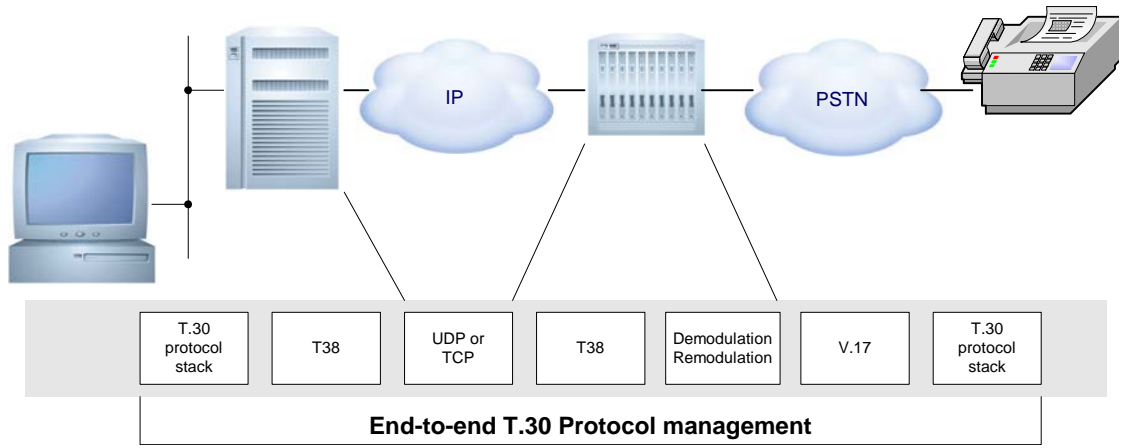 IP
PSTN
T.30
protocol
stack
T38
UDP or
TCP
T38
Demodulation
Remodulation
V.17
T.30
protocol
stack
End-to-end T.30 Protocol management